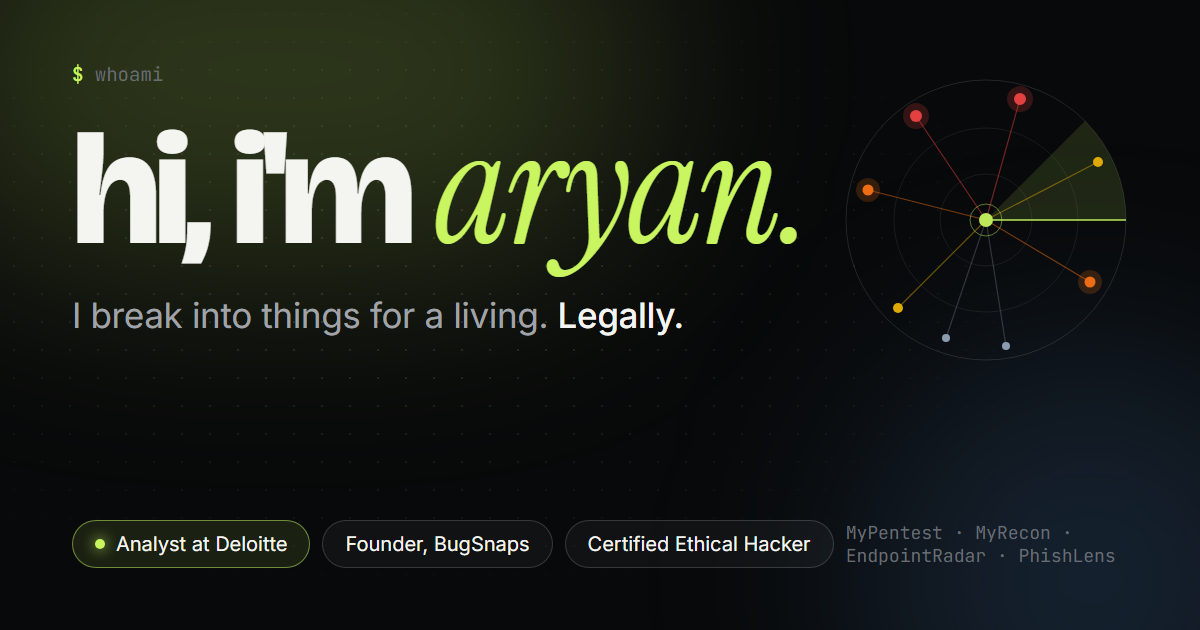 $ whoami
hi, i'm aryan.
I break into things for a living. Legally.
Analyst at Deloitte
Founder, BugSnaps
Certified Ethical Hacker
MyPentest · MyRecon ·
EndpointRadar · PhishLens